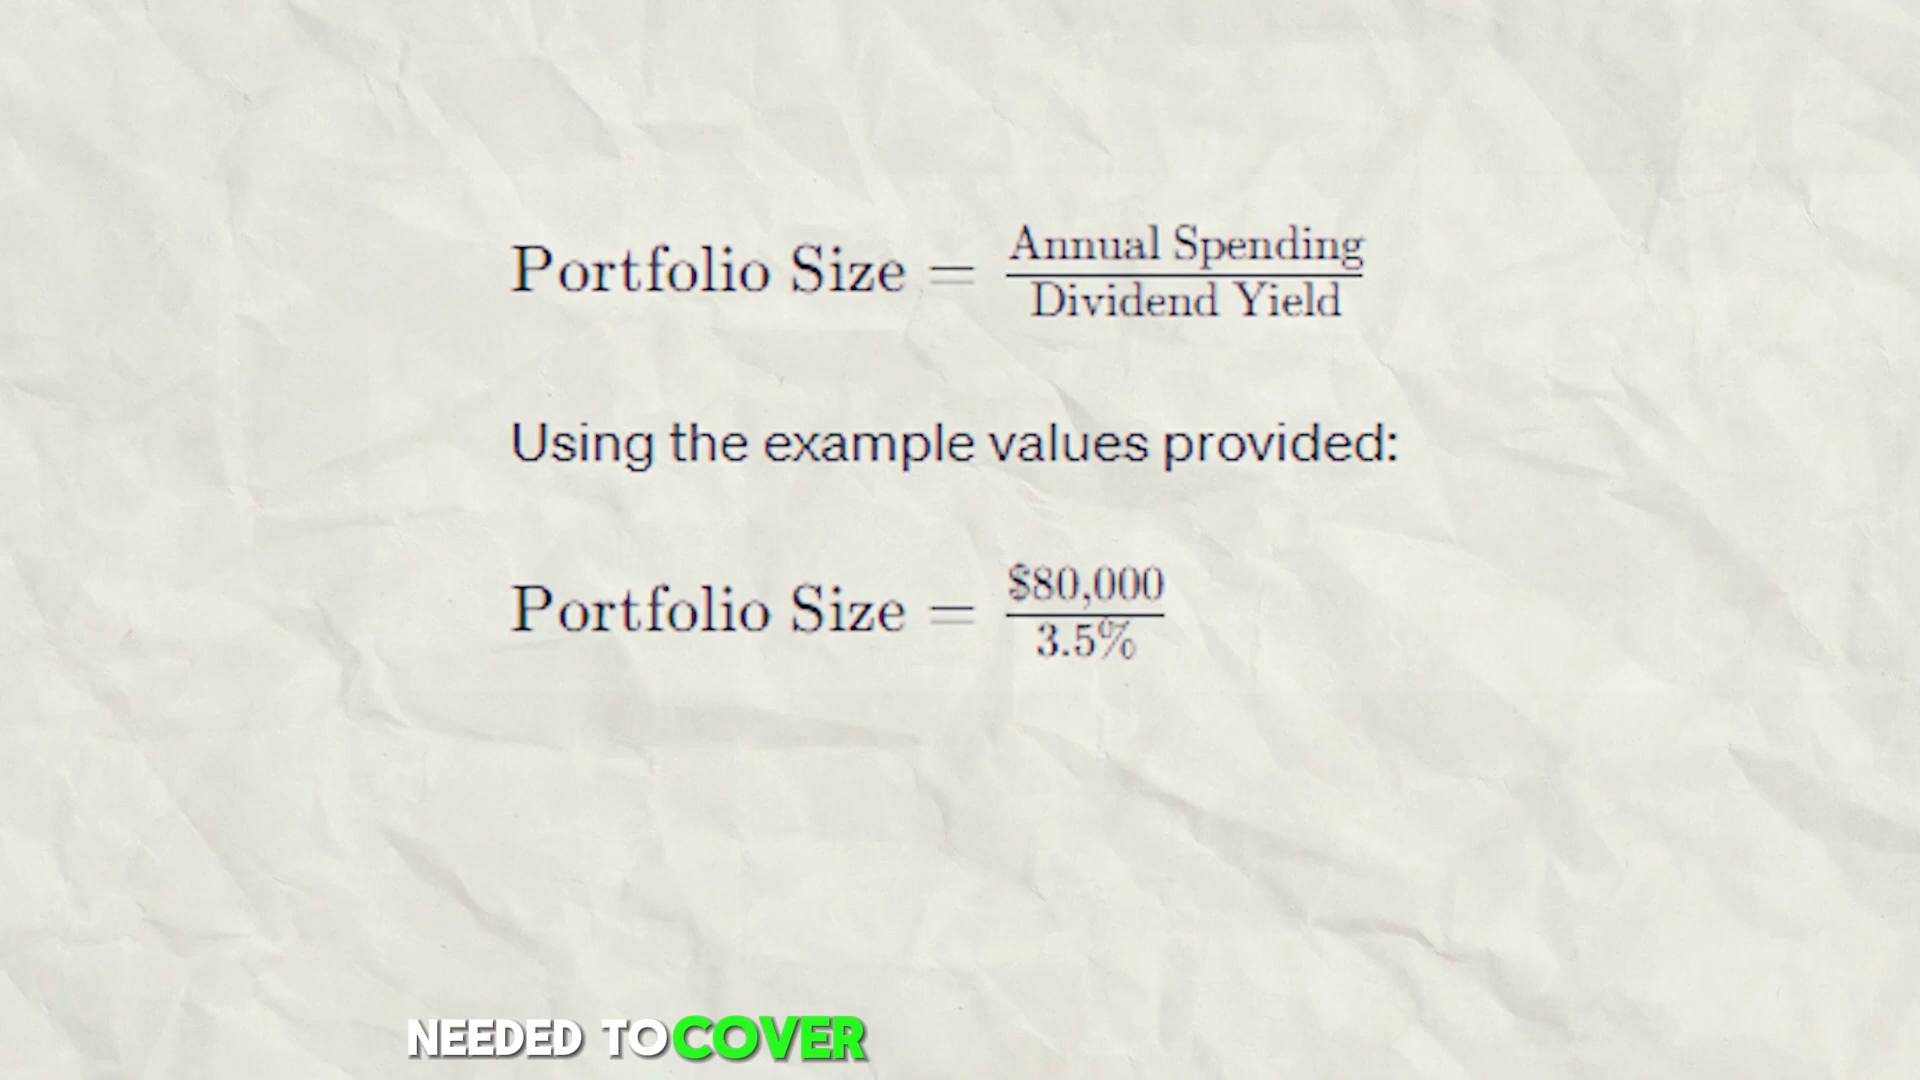 Portfolio Size = Annual Spending / Dividend Yield
Using the example values provided:
Portfolio Size = $80,000 / 3.5%
NEEDED TO COVER